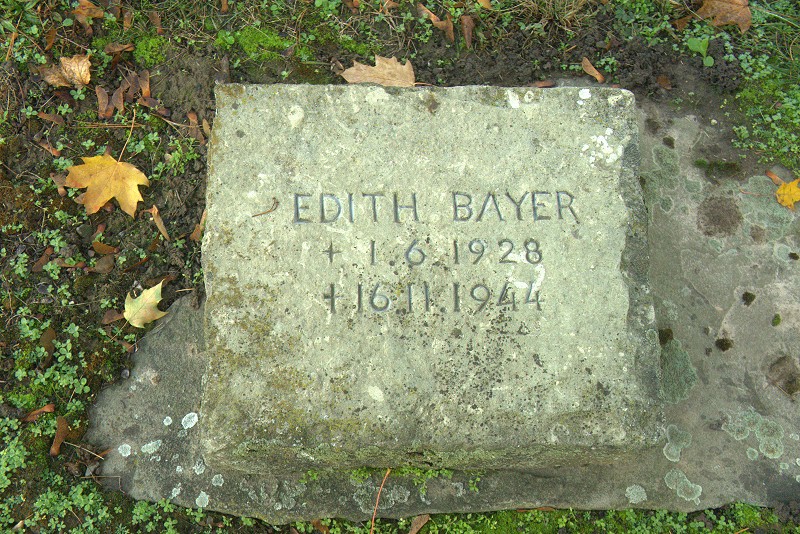 EDITH BAYER
+ 1.6.1928
+ 16.11.1944